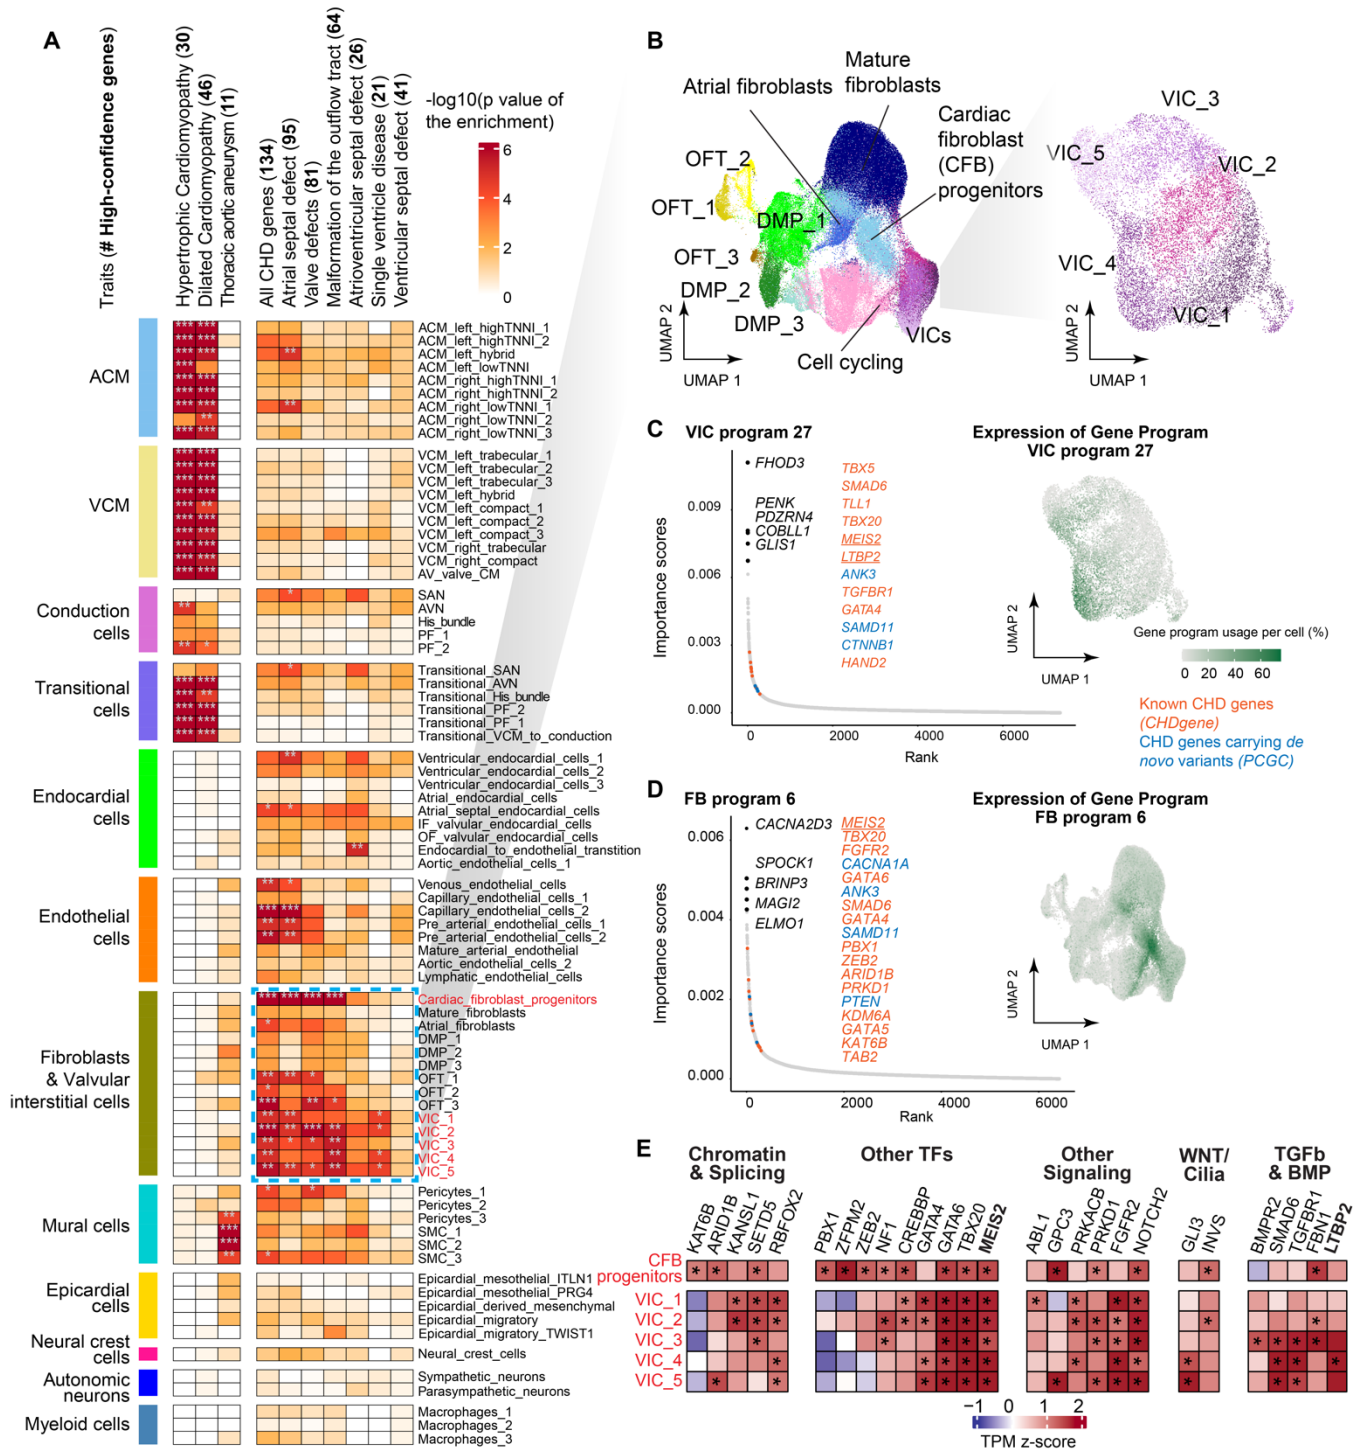 A
Traits (# High-confidence genes)
Hypertrophic Cardiomyopathy (30)
Dilated Cardiomyopathy (46)
Thoracic aortic aneurysm (11)
All CHD genes (134)
Atrial septal defect (95)
Valve defects (81)
Malformation of the outflow tract (64)
Atrioventricular septal defect (26)
Single ventricle disease (21)
Ventricular septal defect (41)
-log10(p value of
the enrichment)
6
4
2
0
ACM
ACM_left_highTNNI_1
ACM_left_highTNNI_2
ACM_left_hybrid
ACM_left_lowTNNI
ACM_right_highTNNI_1
ACM_right_highTNNI_2
ACM_right_lowTNNI_1
ACM_right_lowTNNI_2
ACM_right_lowTNNI_3
VCM
VCM_left_trabecular_1
VCM_left_trabecular_2
VCM_left_trabecular_3
VCM_left_hybrid
VCM_left_compact_1
VCM_left_compact_2
VCM_left_compact_3
VCM_right_trabecular
VCM_right_compact
AV_valve_CM
Conduction
cells
SAN
AVN
His_bundle
PF_1
PF_2
Transitional
cells
Transitional_SAN
Transitional_AVN
Transitional_His_bundle
Transitional_PF_2
Transitional_PF_1
Transitional_VCM_to_conduction
Endocardial
cells
Ventricular_endocardial_cells_1
Ventricular_endocardial_cells_2
Ventricular_endocardial_cells_3
Atrial_endocardial_cells
Atrial_septal_endocardial_cells
IF_valvular_endocardial_cells
OF_valvular_endocardial_cells
Endocardial_to_endothelial_transtition
Aortic_endothelial_cells_1
Endothelial
cells
Venous_endothelial_cells
Capillary_endothelial_cells_1
Capillary_endothelial_cells_2
Pre_arterial_endothelial_cells_1
Pre_arterial_endothelial_cells_2
Mature_arterial_endothelial
Aortic_endothelial_cells_2
Lymphatic_endothelial_cells
Fibroblasts
& Valvular
interstitial cells
Cardiac_fibroblast_progenitors
Mature_fibroblasts
Atrial_fibroblasts
DMP_1
DMP_2
DMP_3
OFT_1
OFT_2
OFT_3
VIC_1
VIC_2
VIC_3
VIC_4
VIC_5
Mural cells
Pericytes_1
Pericytes_2
Pericytes_3
SMC_1
SMC_2
SMC_3
Epicardial
cells
Epicardial_mesothelial_ITLN1
Epicardial_mesothelial_PRG4
Epicardial_derived_mesenchymal
Epicardial_migratory
Epicardial_migratory_TWIST1
Neural crest
cells
Neural_crest_cells
Autonomic
neurons
Sympathetic_neurons
Parasympathetic_neurons
Myeloid cells
Macrophages_1
Macrophages_2
Macrophages_3
B
Atrial fibroblasts
Mature
fibroblasts
Cardiac
fibroblast
(CFB)
progenitors
OFT_2
OFT_1
DMP_1
OFT_3
DMP_2
DMP_3
Cell cycling
VICs
UMAP 2
UMAP 1
VIC_3
VIC_5
VIC_2
VIC_4
VIC_1
UMAP 2
UMAP 1
C
VIC program 27
Importance scores
0.009
0.006
0.003
0.000
0
2000
4000
6000
Rank
FHOD3
PENK
PDZRN4
COBLL1
GLIS1
TBX5
SMAD6
TLL1
TBX20
MEIS2
LTBP2
ANK3
TGFBR1
GATA4
SAMD11
CTNNB1
HAND2
Expression of Gene Program
VIC program 27
UMAP 2
UMAP 1
Gene program usage per cell (%)
0 20 40 60
Known CHD genes
(CHDgene)
CHD genes carrying de
novo variants (PCGC)
D
FB program 6
Importance scores
0.006
0.004
0.002
0.000
0
2000
4000
6000
Rank
CACNA2D3
SPOCK1
BRINP3
MAGI2
ELMO1
MEIS2
TBX20
FGFR2
CACNA1A
GATA6
ANK3
SMAD6
GATA4
SAMD11
PBX1
ZEB2
ARID1B
PRKD1
PTEN
KDM6A
GATA5
KAT6B
TAB2
Expression of Gene Program
FB program 6
UMAP 2
UMAP 1
E
Chromatin
& Splicing
Other TFs
Other
Signaling
WNT/
Cilia
TGFb
& BMP
KAT6B
ARID1B
KANSL1
SETD5
RBFOX2
PBX1
ZFPM2
ZEB2
NF1
CREBBP
GATA4
GATA6
TBX20
MEIS2
ABL1
GPC3
PRKACB
PRKD1
FGFR2
NOTCH2
GLI3
INVS
BMPR2
SMAD6
TGFBR1
FBN1
LTBP2
CFB
progenitors
VIC_1
VIC_2
VIC_3
VIC_4
VIC_5
−1 0 1 2
TPM z-score